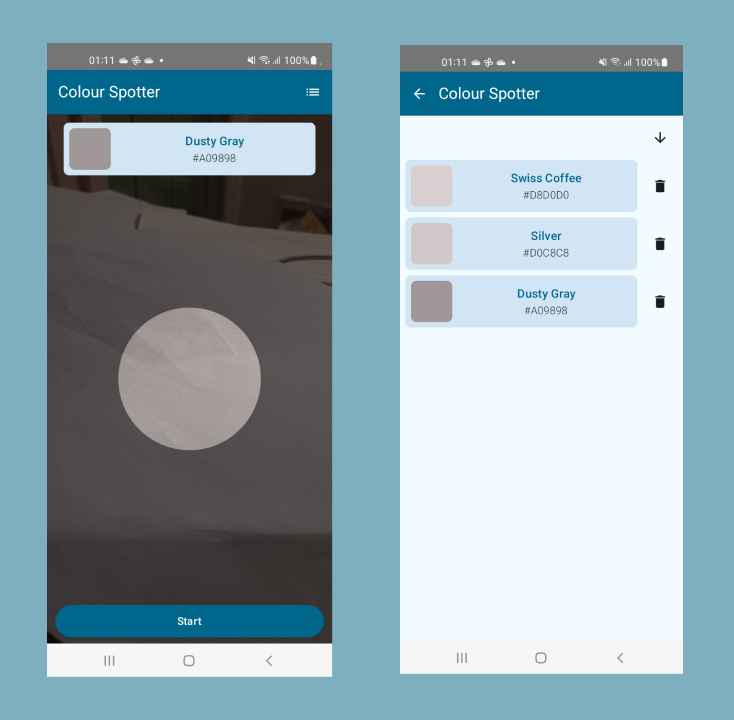 01:11
100%
Colour Spotter
Dusty Gray
#A09898
Start
01:11
100%
Colour Spotter
Swiss Coffee
#D8D0D0
Silver
#D0C8C8
Dusty Gray
#A09898